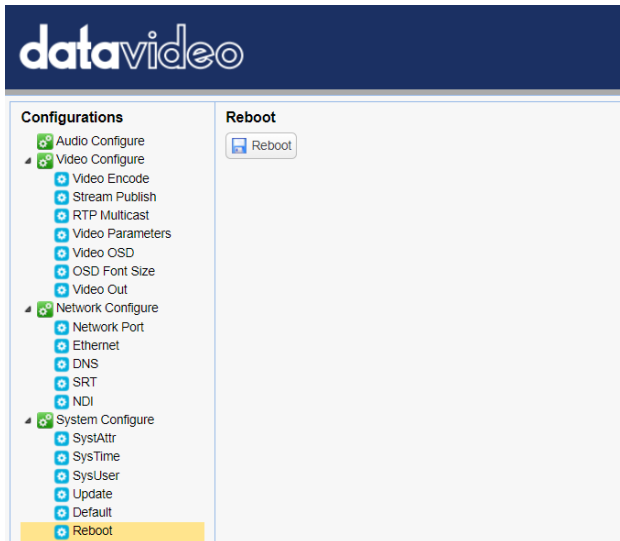 datavideo
Configurations
Audio Configure
Video Configure
Video Encode
Stream Publish
RTP Multicast
Video Parameters
Video OSD
OSD Font Size
Video Out
Network Configure
Network Port
Ethernet
DNS
SRT
NDI
System Configure
SystAttr
SysTime
SysUser
Update
Default
Reboot
Reboot
Reboot